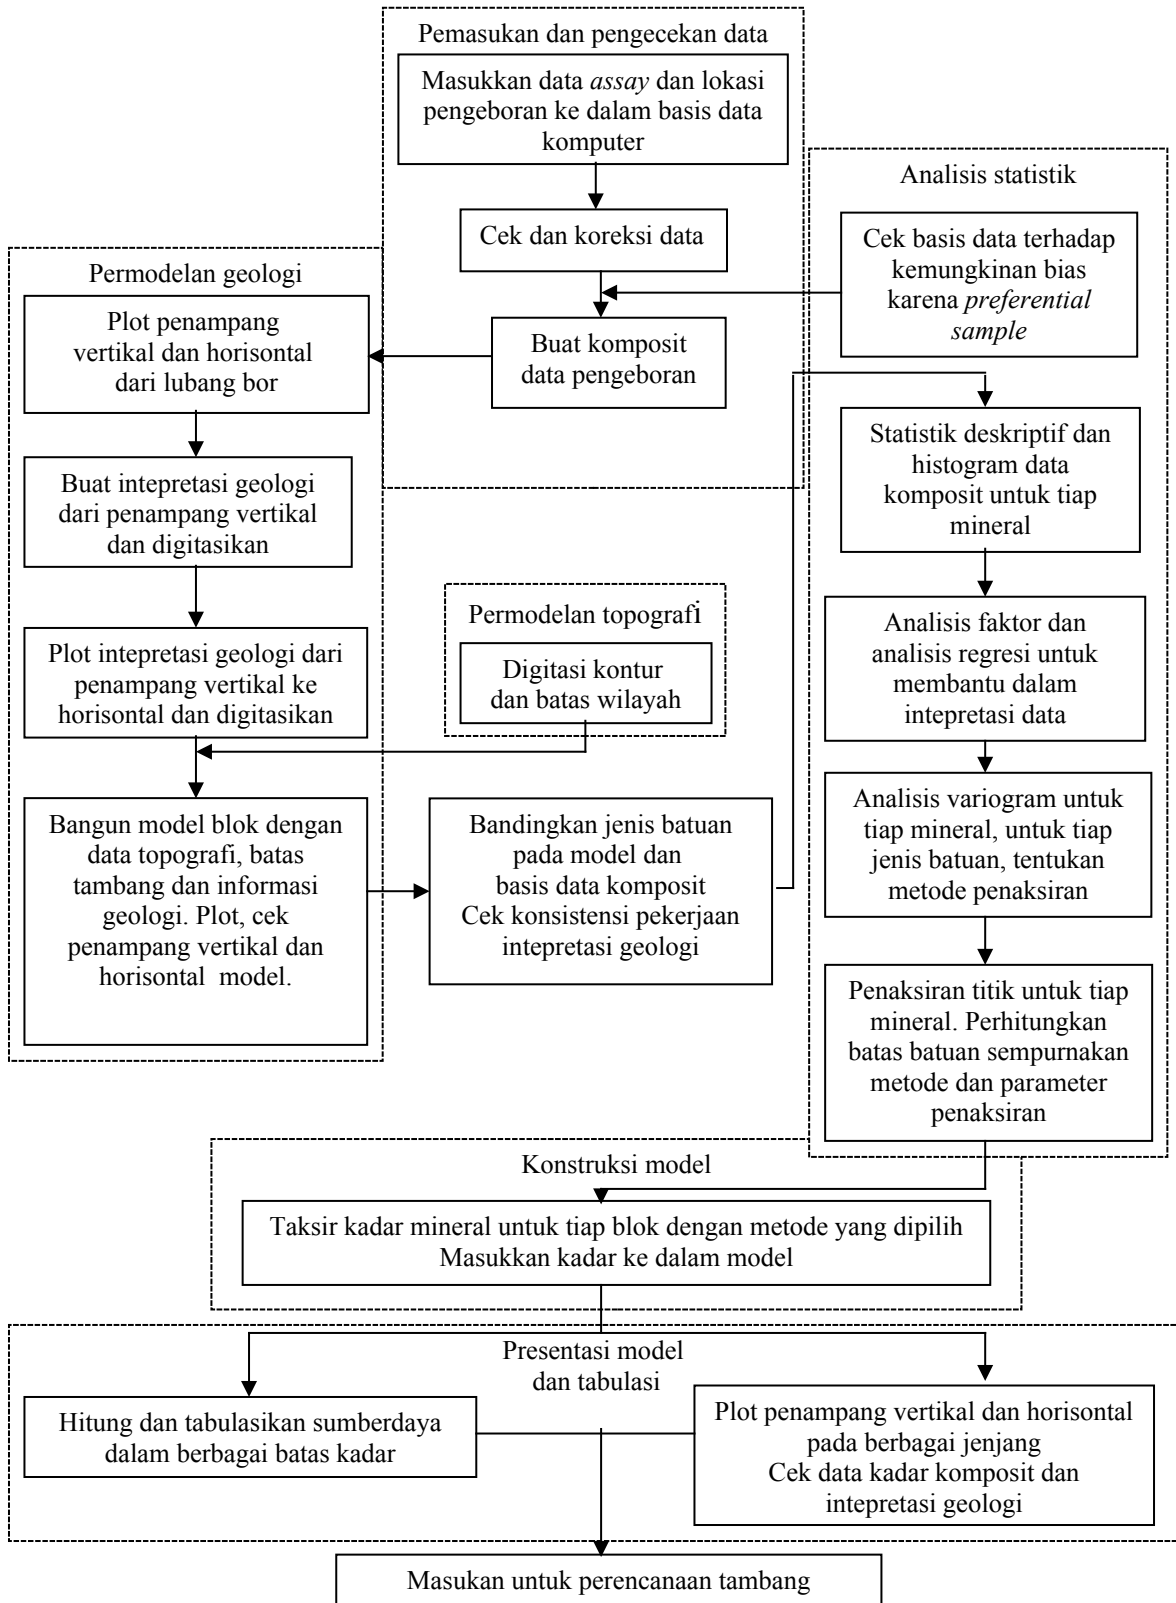 Pemasukan dan pengecekan data
Masukkan data assay dan lokasi
pengeboran ke dalam basis data
komputer
Cek dan koreksi data
Buat komposit
data pengeboran
Analisis statistik
Cek basis data terhadap
kemungkinan bias
karena preferential
sample
Statistik deskriptif dan
histogram data
komposit untuk tiap
mineral
Analisis faktor dan
analisis regresi untuk
membantu dalam
intepretasi data
Analisis variogram untuk
tiap mineral, untuk tiap
jenis batuan, tentukan
metode penaksiran
Penaksiran titik untuk tiap
mineral. Perhitungkan
batas batuan sempurnakan
metode dan parameter
penaksiran
Permodelan geologi
Plot penampang
vertikal dan horisontal
dari lubang bor
Buat intepretasi geologi
dari penampang vertikal
dan digitasikan
Plot intepretasi geologi dari
penampang vertikal ke
horisontal dan digitasikan
Bangun model blok dengan
data topografi, batas
tambang dan informasi
geologi. Plot, cek
penampang vertikal dan
horisontal model.
Permodelan topografi
Digitasi kontur
dan batas wilayah
Bandingkan jenis batuan
pada model dan
basis data komposit
Cek konsistensi pekerjaan
intepretasi geologi
Konstruksi model
Taksir kadar mineral untuk tiap blok dengan metode yang dipilih
Masukkan kadar ke dalam model
Presentasi model
dan tabulasi
Hitung dan tabulasikan sumberdaya
dalam berbagai batas kadar
Plot penampang vertikal dan horisontal
pada berbagai jenjang
Cek data kadar komposit dan
intepretasi geologi
Masukan untuk perencanaan tambang